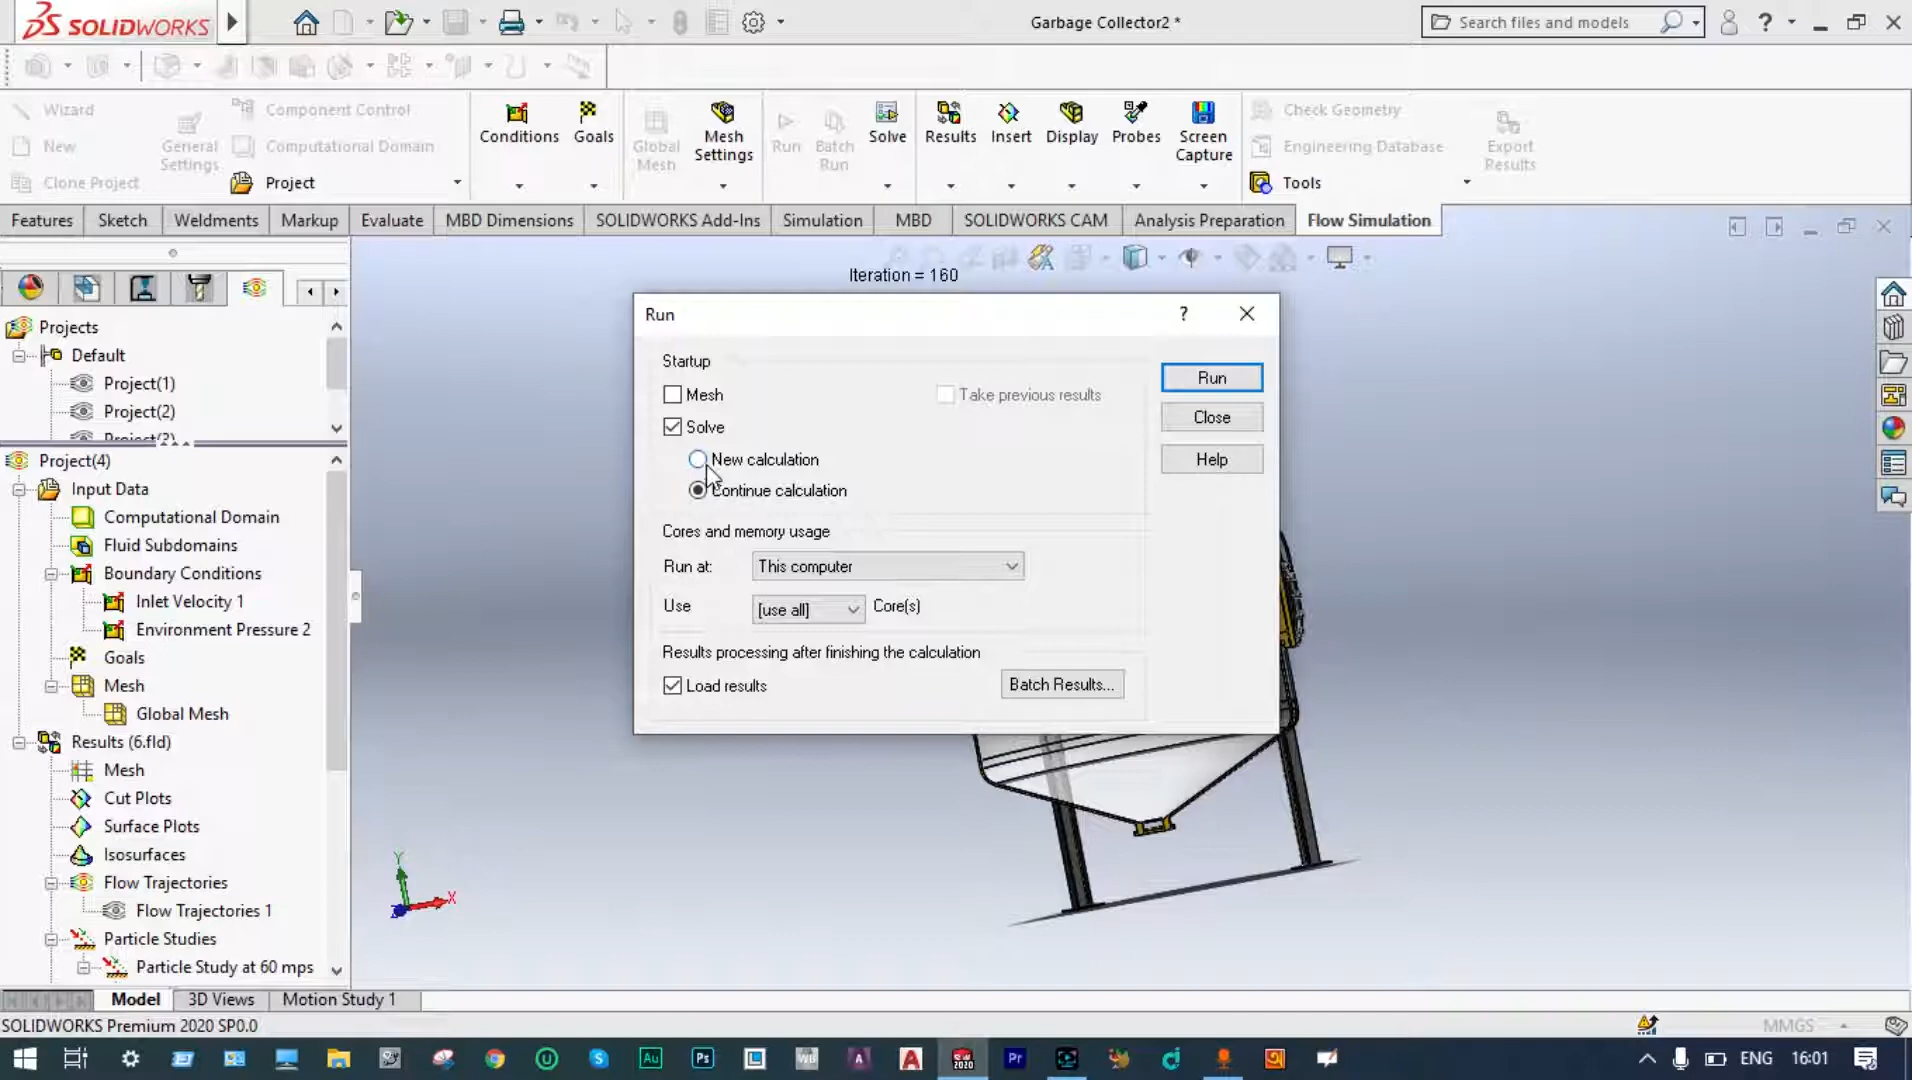 SOLIDWORKS
Garbage Collector2 *
Search files and models
Wizard
New
Clone Project
General
Settings
Component Control
Computational Domain
Project
Conditions
Goals
Global
Mesh
Mesh
Settings
Run
Batch
Run
Solve
Results
Insert
Display
Probes
Screen
Capture
Check Geometry
Engineering Database
Tools
Export
Results
Features
Sketch
Weldments
Markup
Evaluate
MBD Dimensions
SOLIDWORKS Add-Ins
Simulation
MBD
SOLIDWORKS CAM
Analysis Preparation
Flow Simulation
Iteration = 160
Projects
Default
Project(1)
Project(2)
Project(3)
Project(4)
Input Data
Computational Domain
Fluid Subdomains
Boundary Conditions
Inlet Velocity 1
Environment Pressure 2
Goals
Mesh
Global Mesh
Results (6.fld)
Mesh
Cut Plots
Surface Plots
Isosurfaces
Flow Trajectories
Flow Trajectories 1
Particle Studies
Particle Study at 60 mps
Run
?
Startup
Mesh
Take previous results
Solve
New calculation
Continue calculation
Run
Close
Help
Cores and memory usage
Run at:
This computer
Use
[use all]
Core(s)
Results processing after finishing the calculation
Load results
Batch Results...
Y
X
Z
Model
3D Views
Motion Study 1
SOLIDWORKS Premium 2020 SP0.0
MMGS
Au
Ps
L
WB
A
A
SW
2020
Pr
ENG
16:01